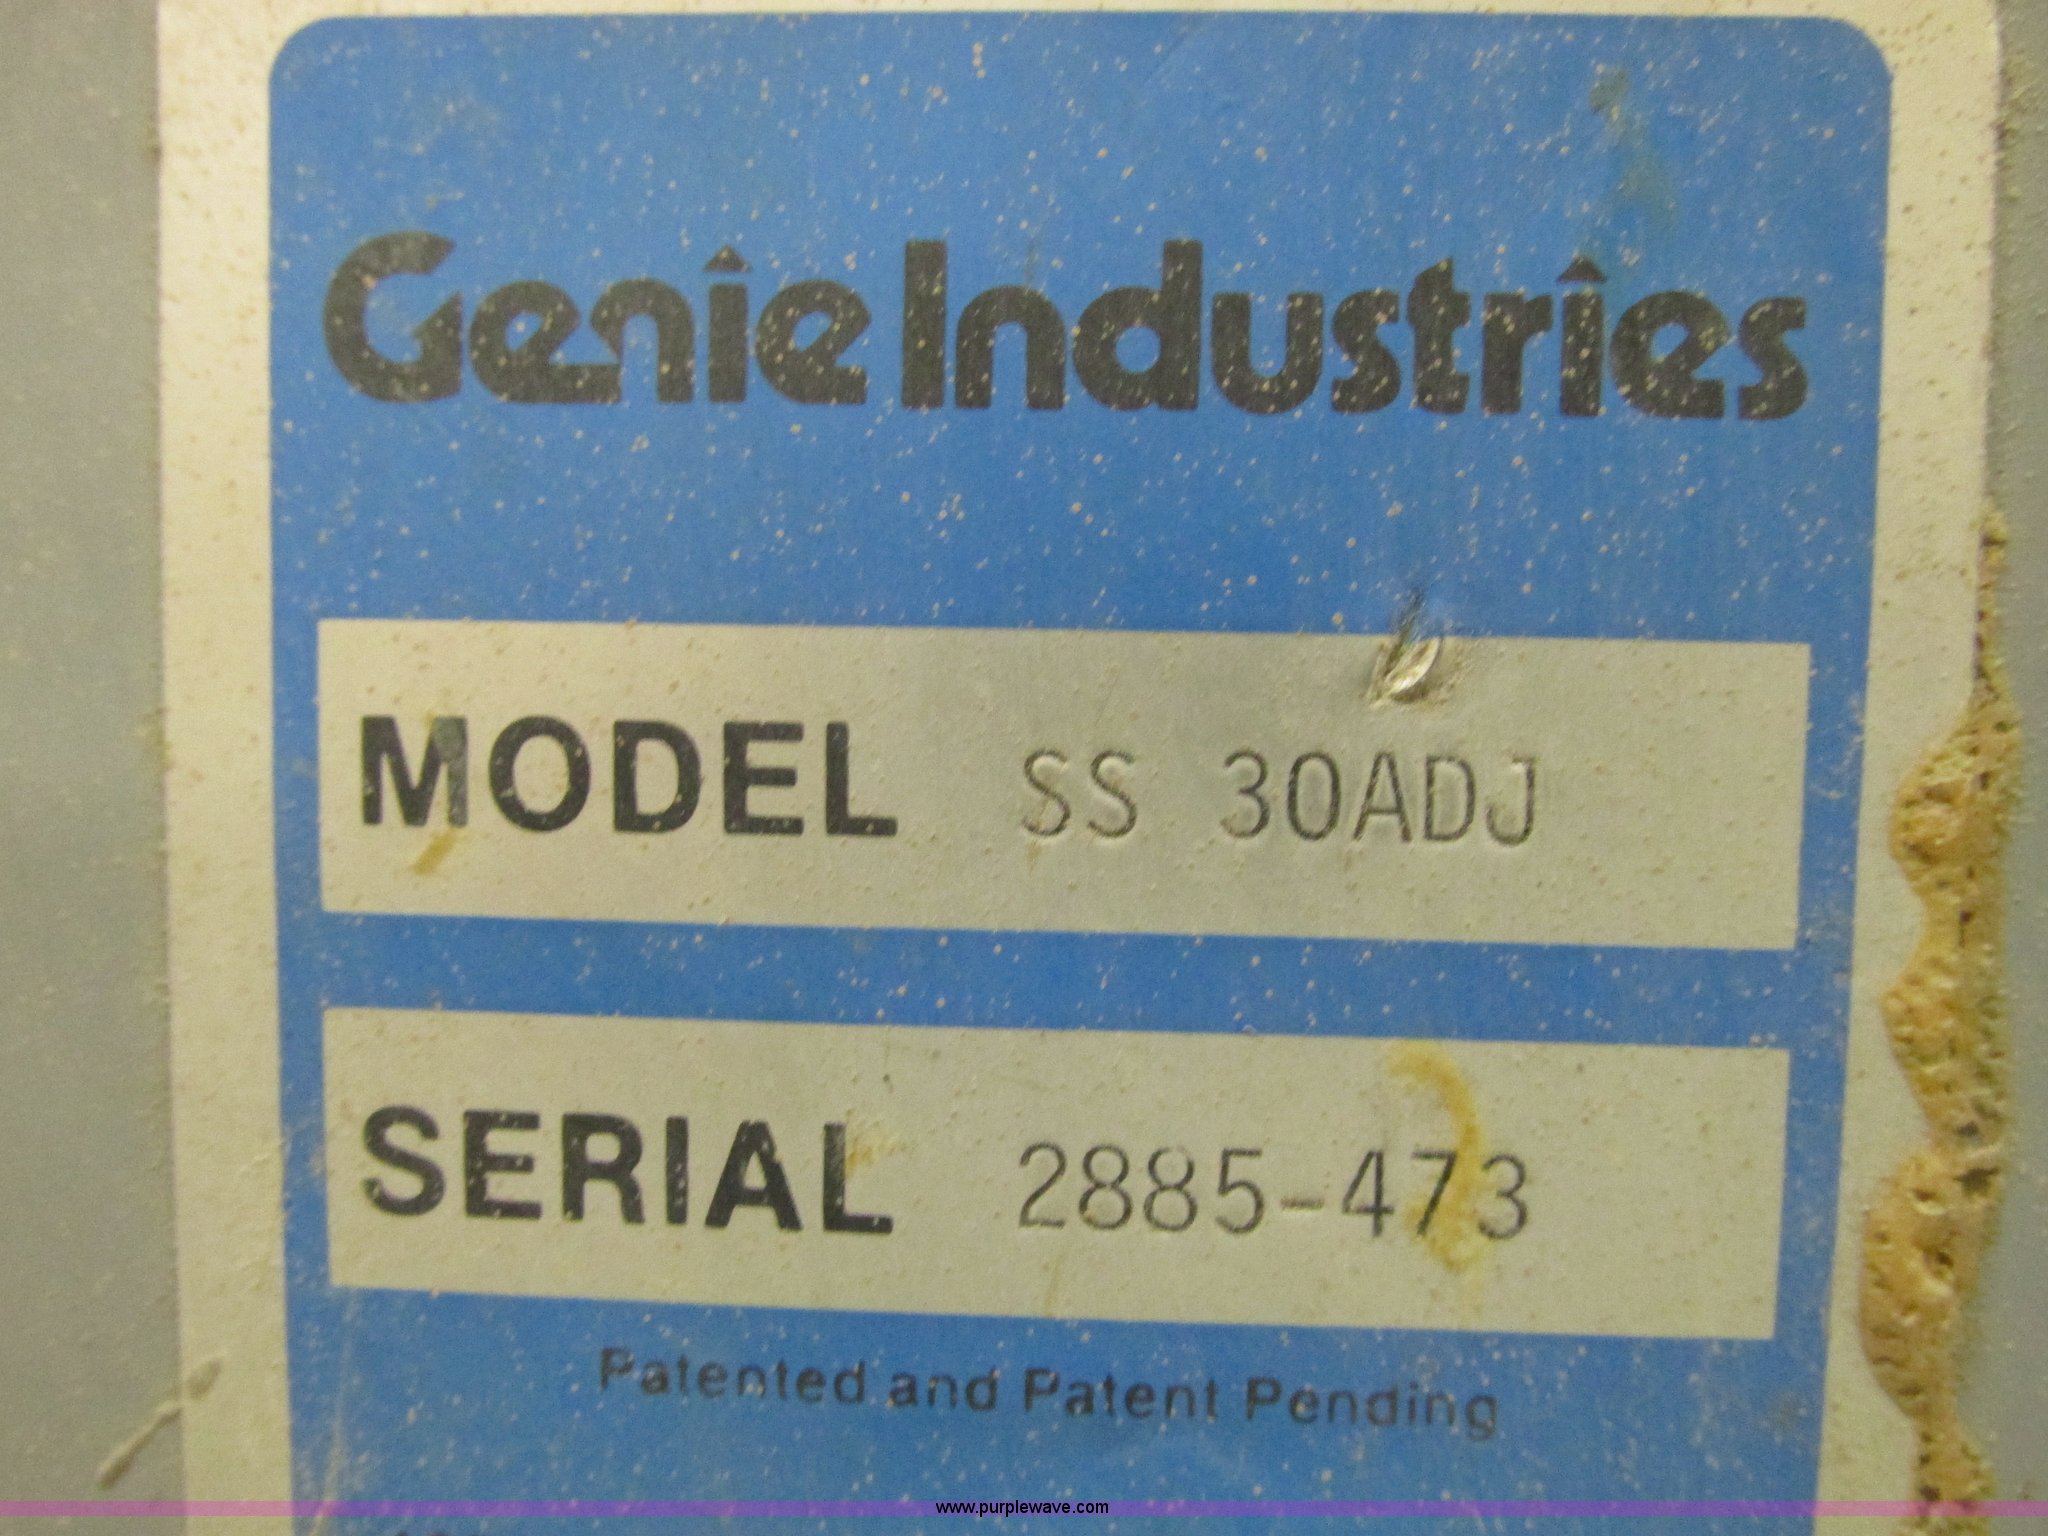 Genie Industries
MODEL SS 30ADJ
SERIAL 2885-473
Patented and Patent Pending
www.purplewave.com